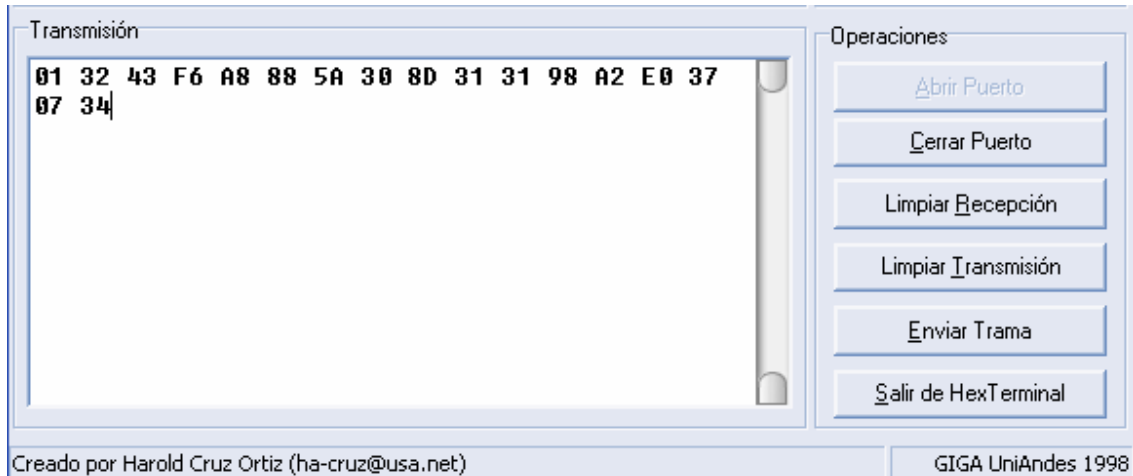 Transmisión
01 32 43 F6 A8 88 5A 30 8D 31 31 98 A2 E0 37
07 34
Operaciones
Abrir Puerto
Cerrar Puerto
Limpiar Recepción
Limpiar Transmisión
Enviar Trama
Salir de HexTerminal
Creado por Harold Cruz Ortiz (ha-cruz@usa.net)
GIGA UniAndes 1998